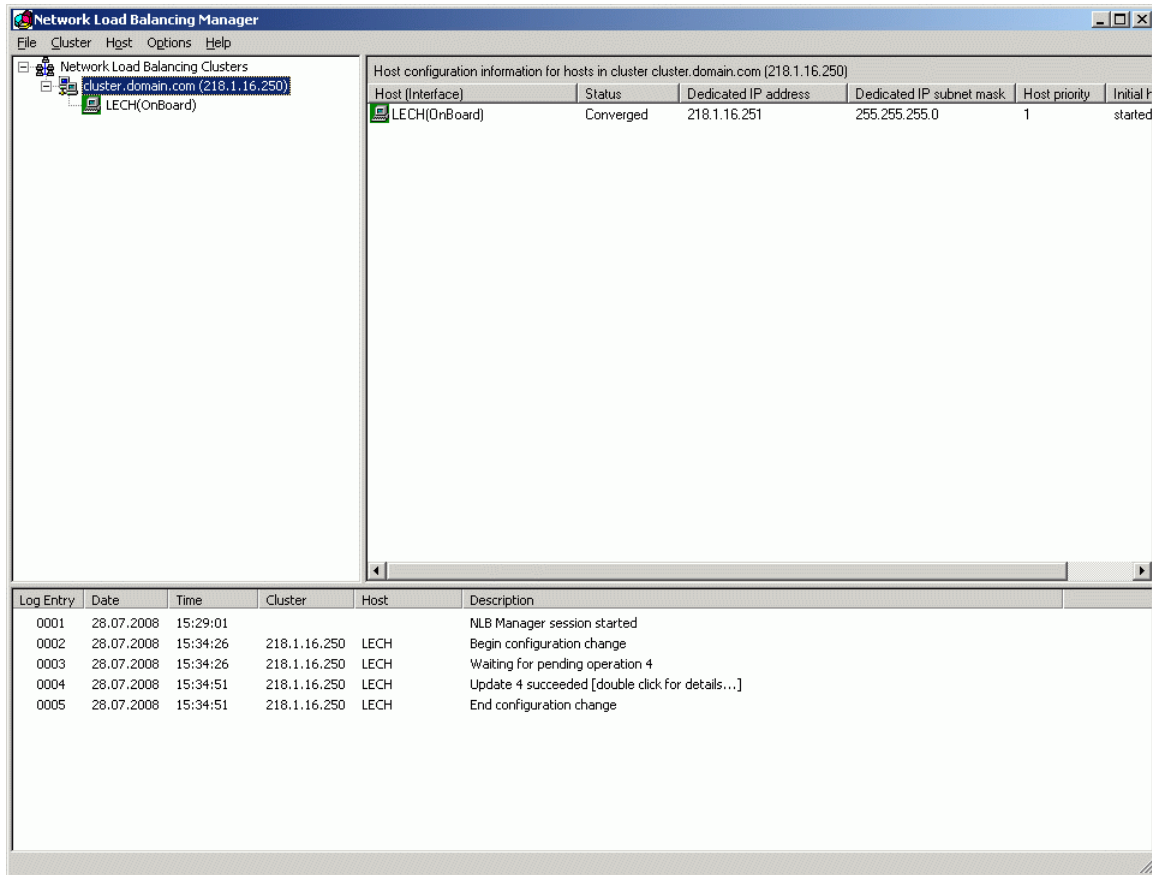 Network Load Balancing Manager
File Cluster Host Options Help
Network Load Balancing Clusters
cluster.domain.com (218.1.16.250)
LECH(OnBoard)
Host configuration information for hosts in cluster cluster.domain.com (218.1.16.250)
Host (Interface) Status Dedicated IP address Dedicated IP subnet mask Host priority Initial h
LECH(OnBoard) Converged 218.1.16.251 255.255.255.0 1 started
Log Entry Date Time Cluster Host Description
0001 28.07.2008 15:29:01 NLB Manager session started
0002 28.07.2008 15:34:26 218.1.16.250 LECH Begin configuration change
0003 28.07.2008 15:34:26 218.1.16.250 LECH Waiting for pending operation 4
0004 28.07.2008 15:34:51 218.1.16.250 LECH Update 4 succeeded [double click for details...]
0005 28.07.2008 15:34:51 218.1.16.250 LECH End configuration change